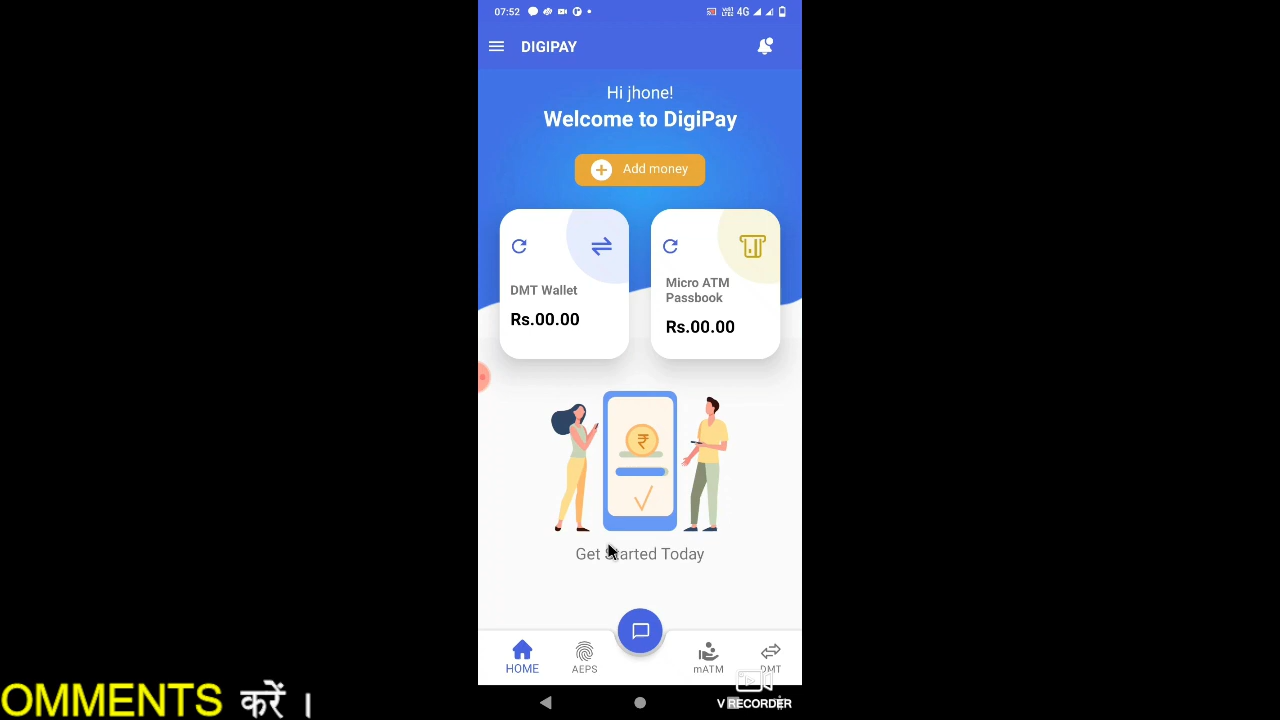 07:52
4G
DIGIPAY
Hi jhone!
Welcome to DigiPay
Add money
DMT Wallet
Rs.00.00
Micro ATM
Passbook
Rs.00.00
₹
Get Started Today
HOME
AEPS
mATM
DMT
V RECORDER
OMMENTS करें ।